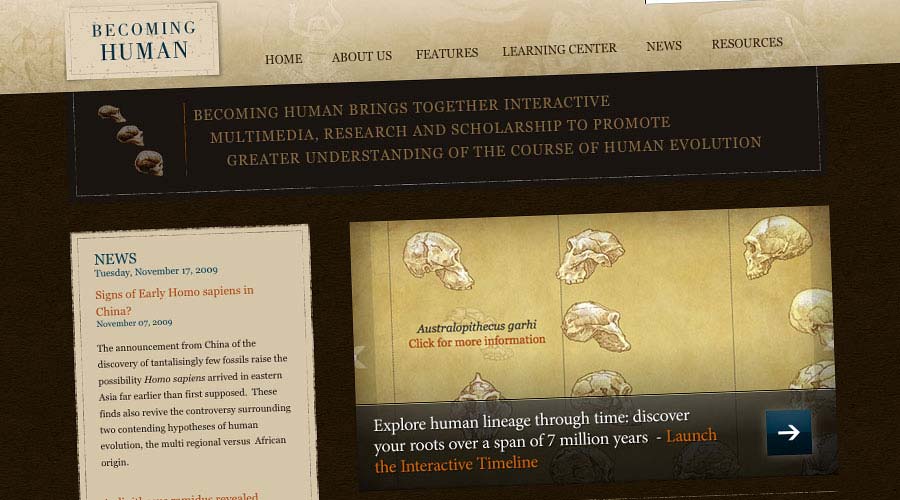 BECOMING
HUMAN
HOME ABOUT US FEATURES LEARNING CENTER NEWS RESOURCES
BECOMING HUMAN BRINGS TOGETHER INTERACTIVE
MULTIMEDIA, RESEARCH AND SCHOLARSHIP TO PROMOTE
GREATER UNDERSTANDING OF THE COURSE OF HUMAN EVOLUTION
NEWS
Tuesday, November 17, 2009
Signs of Early Homo sapiens in
China?
November 07, 2009
The announcement from China of the
discovery of tantalisingly few fossils raise the
possibility Homo sapiens arrived in eastern
Asia far earlier than first supposed. These
finds also revive the controversy surrounding
two contending hypotheses of human
evolution, the multi regional versus African
origin.
revealed
Australopithecus garhi
Click for more information
Explore human lineage through time: discover
your roots over a span of 7 million years - Launch
the Interactive Timeline